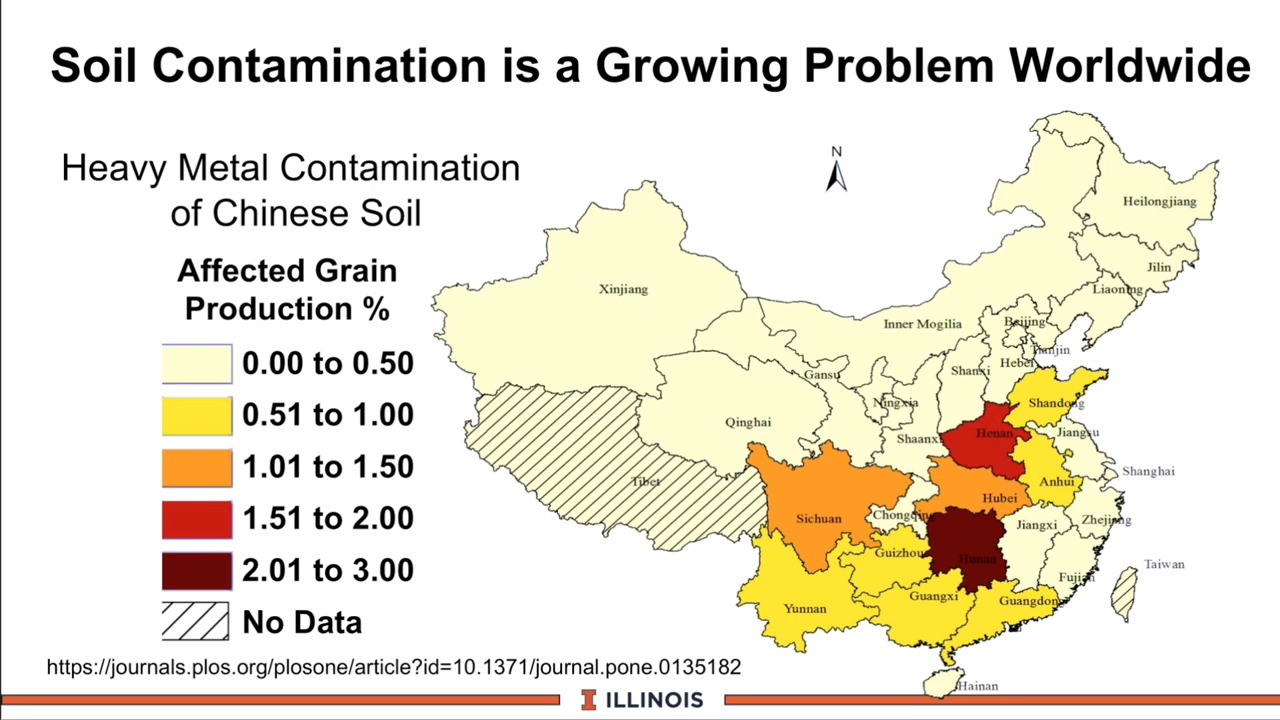 Soil Contamination is a Growing Problem Worldwide
Heavy Metal Contamination
of Chinese Soil
Affected Grain
Production %
0.00 to 0.50
0.51 to 1.00
1.01 to 1.50
1.51 to 2.00
2.01 to 3.00
No Data
N
Heilongjiang
Jilin
Liaoning
Xinjiang
Inner Mogilia
Beijing
Tianjin
Hebei
Shanxi
Gansu
Ningxia
Shandong
Qinghai
Shaanxi
Henan
Jiangsu
Shanghai
Tibet
Anhui
Hubei
Sichuan
Chongqing
Jiangxi
Zhejiang
Guizhou
Hunan
Taiwan
Fujian
Guangxi
Guangdong
Yunnan
Hainan
https://journals.plos.org/plosone/article?id=10.1371/journal.pone.0135182
I ILLINOIS